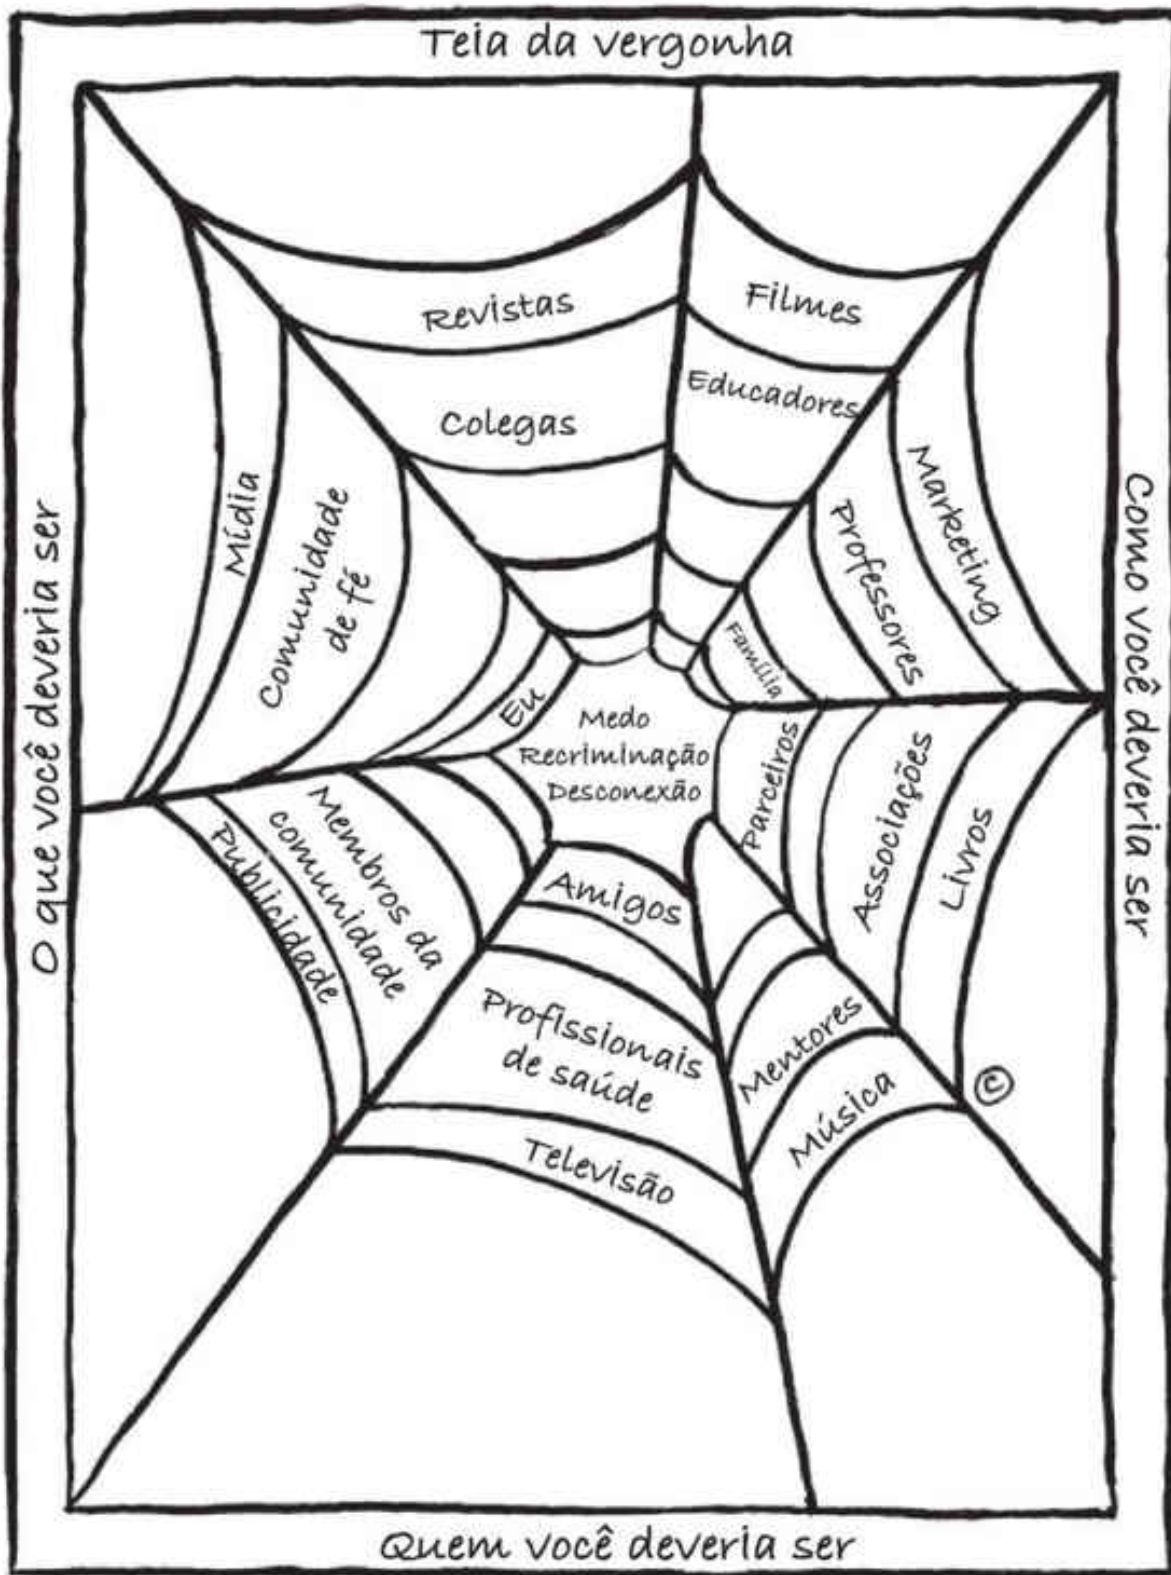 Teia da vergonha
Revistas
Filmes
Colegas
Educadores
Mídia
Comunidade
de fé
Marketing
Professores
Família
Eu
Medo
Recriminação
Desconexão
Parceiros
Associações
Livros
Membros da
comunidade
Publicidade
Amigos
Profissionais
de saúde
Mentores
Música
Televisão
©
O que você deveria ser
Como você deveria ser
Quem você deveria ser